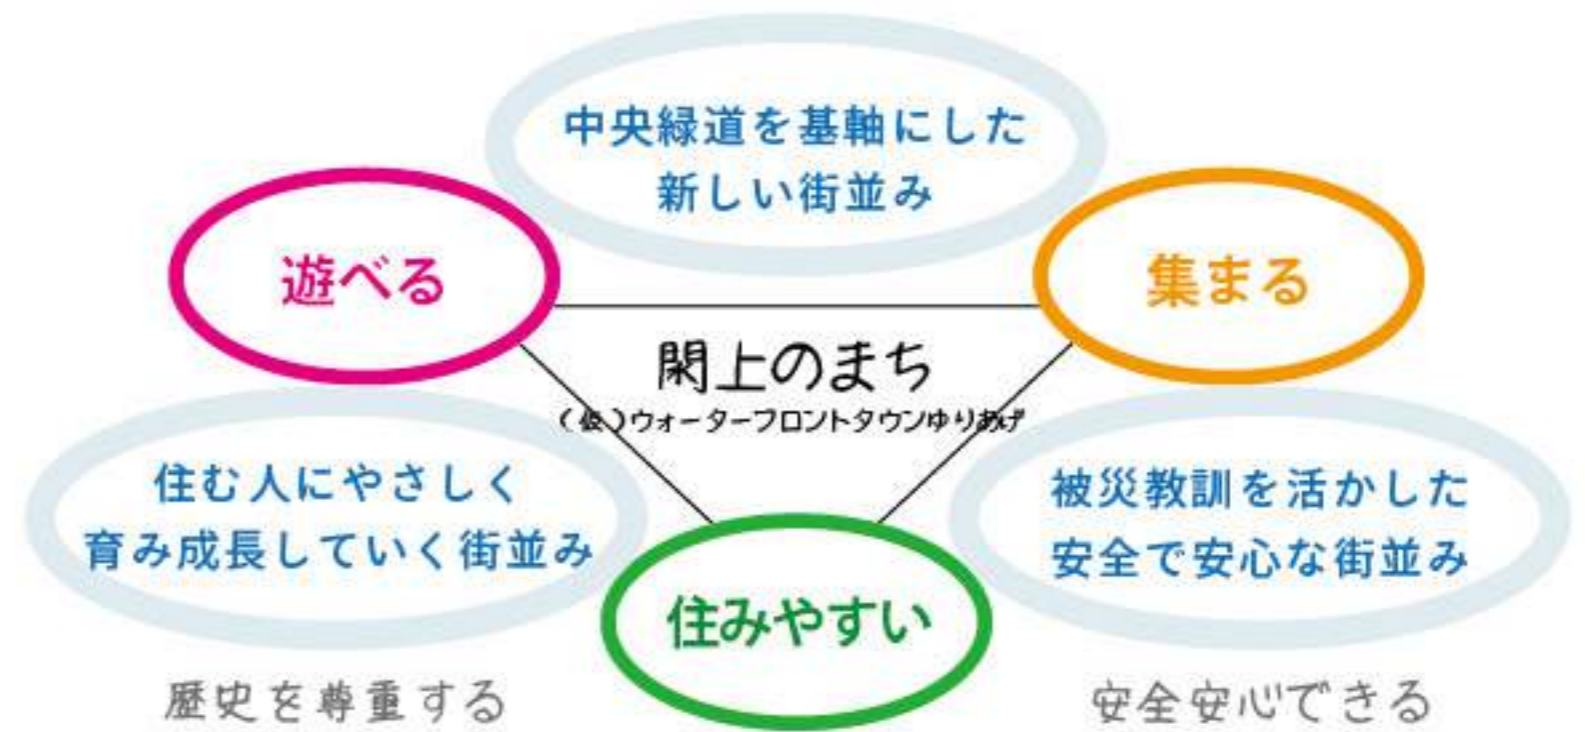 中央緑道を基軸にした
新しい街並み
遊べる
集まる
閖上のまち
(仮)ウォーターフロントタウンゆりあげ
住む人にやさしく
育み成長していく街並み
被災教訓を活かした
安全で安心な街並み
住みやすい
歴史を尊重する
安全安心できる